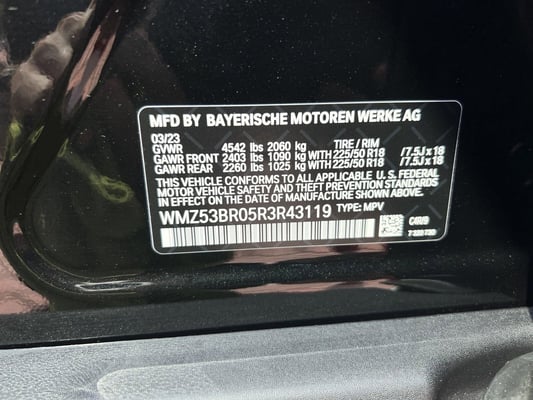 MFD BY BAYERISCHE MOTOREN WERKE AG
03/23
GVWR 4542 lbs 2060 kg TIRE / RIM
GAWR FRONT 2403 lbs 1090 kg WITH 225/50 R18 /7.5J x 18
GAWR REAR 2260 lbs 1025 kg WITH 225/50 R18 /7.5J x 18
THIS VEHICLE CONFORMS TO ALL APPLICABLE U. S. FEDERAL
MOTOR VEHICLE SAFETY AND THEFT PREVENTION STANDARDS
IN EFFECT ON THE DATE OF MANUFACTURE SHOWN ABOVE.
WMZ53BR05R3R43119 TYPE: MPV